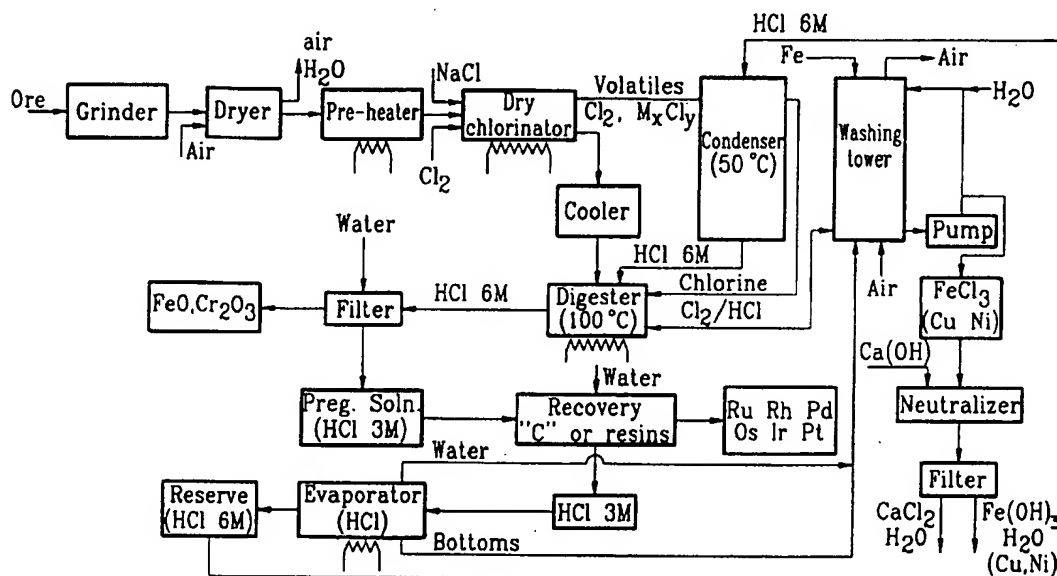 HCl 6M
air
H2O
Fe
Air
Ore
Grinder
Dryer
Pre-heater
NaCl
Dry
chlorinator
Volatiles
Cl2, MxCly
Condenser
(50 °C)
Washing
tower
H2O
Air
Cl2
Cooler
Pump
Water
HCl 6M
Chlorine
Air
FeO,Cr2O3
Filter
HCl 6M
Digester
(100 °C)
Cl2/HCl
FeCl3
(Cu Ni)
Ca(OH)
Water
Preg. Soln.
(HCl 3M)
Recovery
"C" or resins
Ru Rh Pd
Os Ir Pt
Neutralizer
Water
Reserve
(HCl 6M)
Evaporator
(HCl)
HCl 3M
Filter
Bottoms
CaCl2
H2O
Fe(OH)3
H2O
(Cu,Ni)